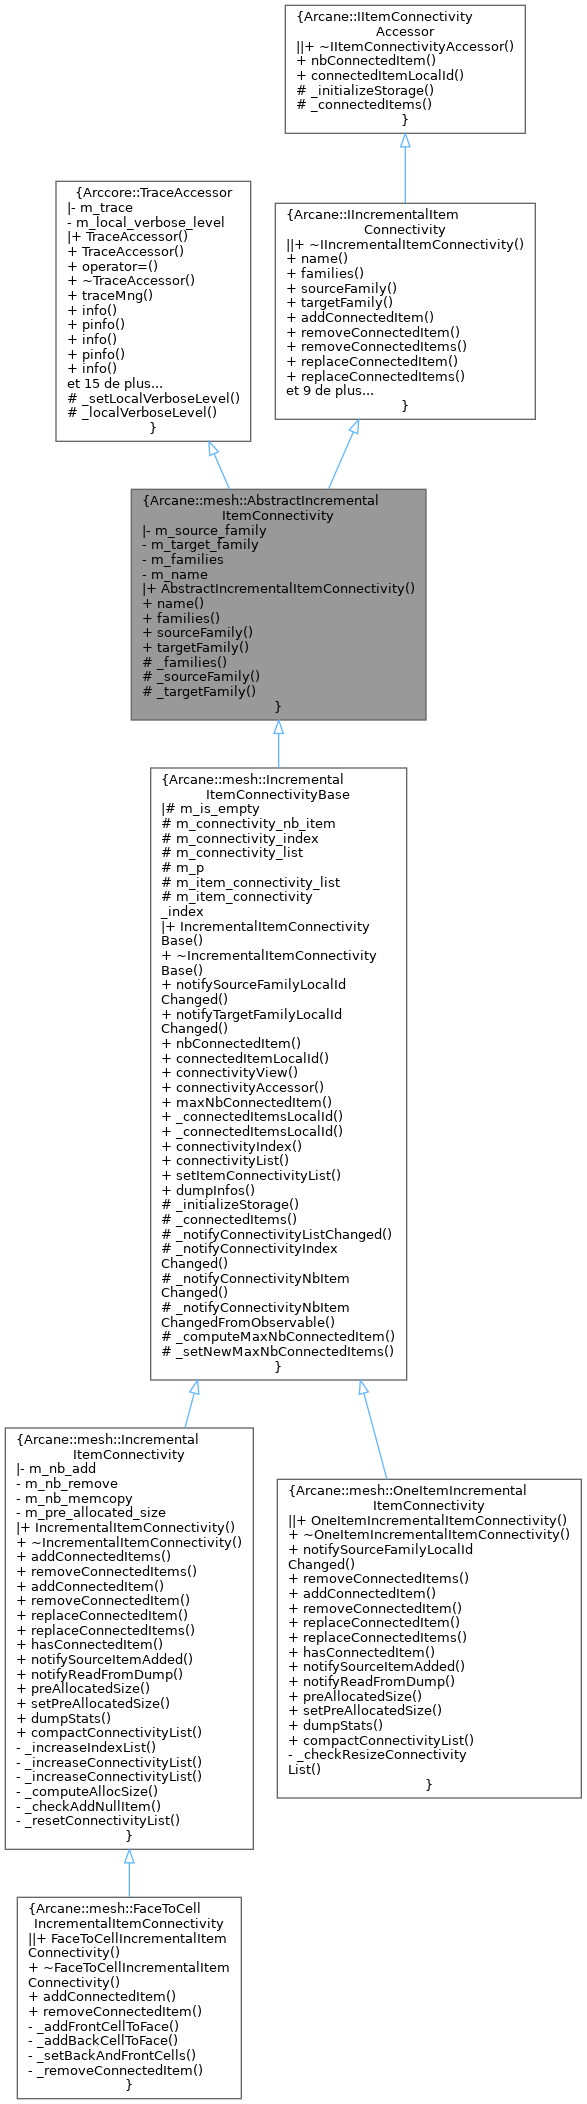 {Arcane::IItemConnectivity
Accessor
||+ ~IItemConnectivityAccessor()
+ nbConnectedItem()
+ connectedItemLocalId()
# _initializeStorage()
# _connectedItems()
}
{Arccore::TraceAccessor
|- m_trace
- m_local_verbose_level
|+ TraceAccessor()
+ TraceAccessor()
+ operator=()
+ ~TraceAccessor()
+ traceMng()
+ info()
+ pinfo()
+ info()
+ pinfo()
+ info()
et 15 de plus...
# _setLocalVerboseLevel()
# _localVerboseLevel()
}
{Arcane::IIncrementalItem
Connectivity
||+ ~IIncrementalItemConnectivity()
+ name()
+ families()
+ sourceFamily()
+ targetFamily()
+ addConnectedItem()
+ removeConnectedItem()
+ removeConnectedItems()
+ replaceConnectedItem()
+ replaceConnectedItems()
et 9 de plus...
}
{Arcane::mesh::AbstractIncremental
ItemConnectivity
|- m_source_family
- m_target_family
- m_families
- m_name
|+ AbstractIncrementalItemConnectivity()
+ name()
+ families()
+ sourceFamily()
+ targetFamily()
# _families()
# _sourceFamily()
# _targetFamily()
}
{Arcane::mesh::Incremental
ItemConnectivityBase
|# m_is_empty
# m_connectivity_nb_item
# m_connectivity_index
# m_connectivity_list
# m_p
# m_item_connectivity_list
# m_item_connectivity
_index
|+ IncrementalItemConnectivity
Base()
+ ~IncrementalItemConnectivity
Base()
+ notifySourceFamilyLocalId
Changed()
+ notifyTargetFamilyLocalId
Changed()
+ nbConnectedItem()
+ connectedItemLocalId()
+ connectivityView()
+ connectivityAccessor()
+ maxNbConnectedItem()
+ _connectedItemsLocalId()
+ _connectedItemsLocalId()
+ connectivityIndex()
+ connectivityList()
+ setItemConnectivityList()
+ dumpInfos()
# _initializeStorage()
# _connectedItems()
# _notifyConnectivityListChanged()
# _notifyConnectivityIndex
Changed()
# _notifyConnectivityNbItem
Changed()
# _notifyConnectivityNbItem
ChangedFromObservable()
# _computeMaxNbConnectedItem()
# _setNewMaxNbConnectedItems()
}
{Arcane::mesh::Incremental
ItemConnectivity
|- m_nb_add
- m_nb_remove
- m_nb_memcopy
- m_pre_allocated_size
|+ IncrementalItemConnectivity()
+ ~IncrementalItemConnectivity()
+ addConnectedItems()
+ removeConnectedItems()
+ addConnectedItem()
+ removeConnectedItem()
+ replaceConnectedItem()
+ replaceConnectedItems()
+ hasConnectedItem()
+ notifySourceItemAdded()
+ notifyReadFromDump()
+ preAllocatedSize()
+ setPreAllocatedSize()
+ dumpStats()
+ compactConnectivityList()
- _increaseIndexList()
- _increaseConnectivityList()
- _increaseConnectivityList()
- _computeAllocSize()
- _checkAddNullItem()
- _resetConnectivityList()
}
{Arcane::mesh::OneItemIncremental
ItemConnectivity
||+ OneItemIncrementalItemConnectivity()
+ ~OneItemIncrementalItemConnectivity()
+ notifySourceFamilyLocalId
Changed()
+ removeConnectedItems()
+ addConnectedItem()
+ removeConnectedItem()
+ replaceConnectedItem()
+ replaceConnectedItems()
+ hasConnectedItem()
+ notifySourceItemAdded()
+ notifyReadFromDump()
+ preAllocatedSize()
+ setPreAllocatedSize()
+ dumpStats()
+ compactConnectivityList()
- _checkResizeConnectivity
List()
}
{Arcane::mesh::FaceToCell
IncrementalItemConnectivity
||+ FaceToCellIncrementalItem
Connectivity()
+ ~FaceToCellIncrementalItem
Connectivity()
+ addConnectedItem()
+ removeConnectedItem()
- _addFrontCellToFace()
- _addBackCellToFace()
- _setBackAndFrontCells()
- _removeConnectedItem()
}